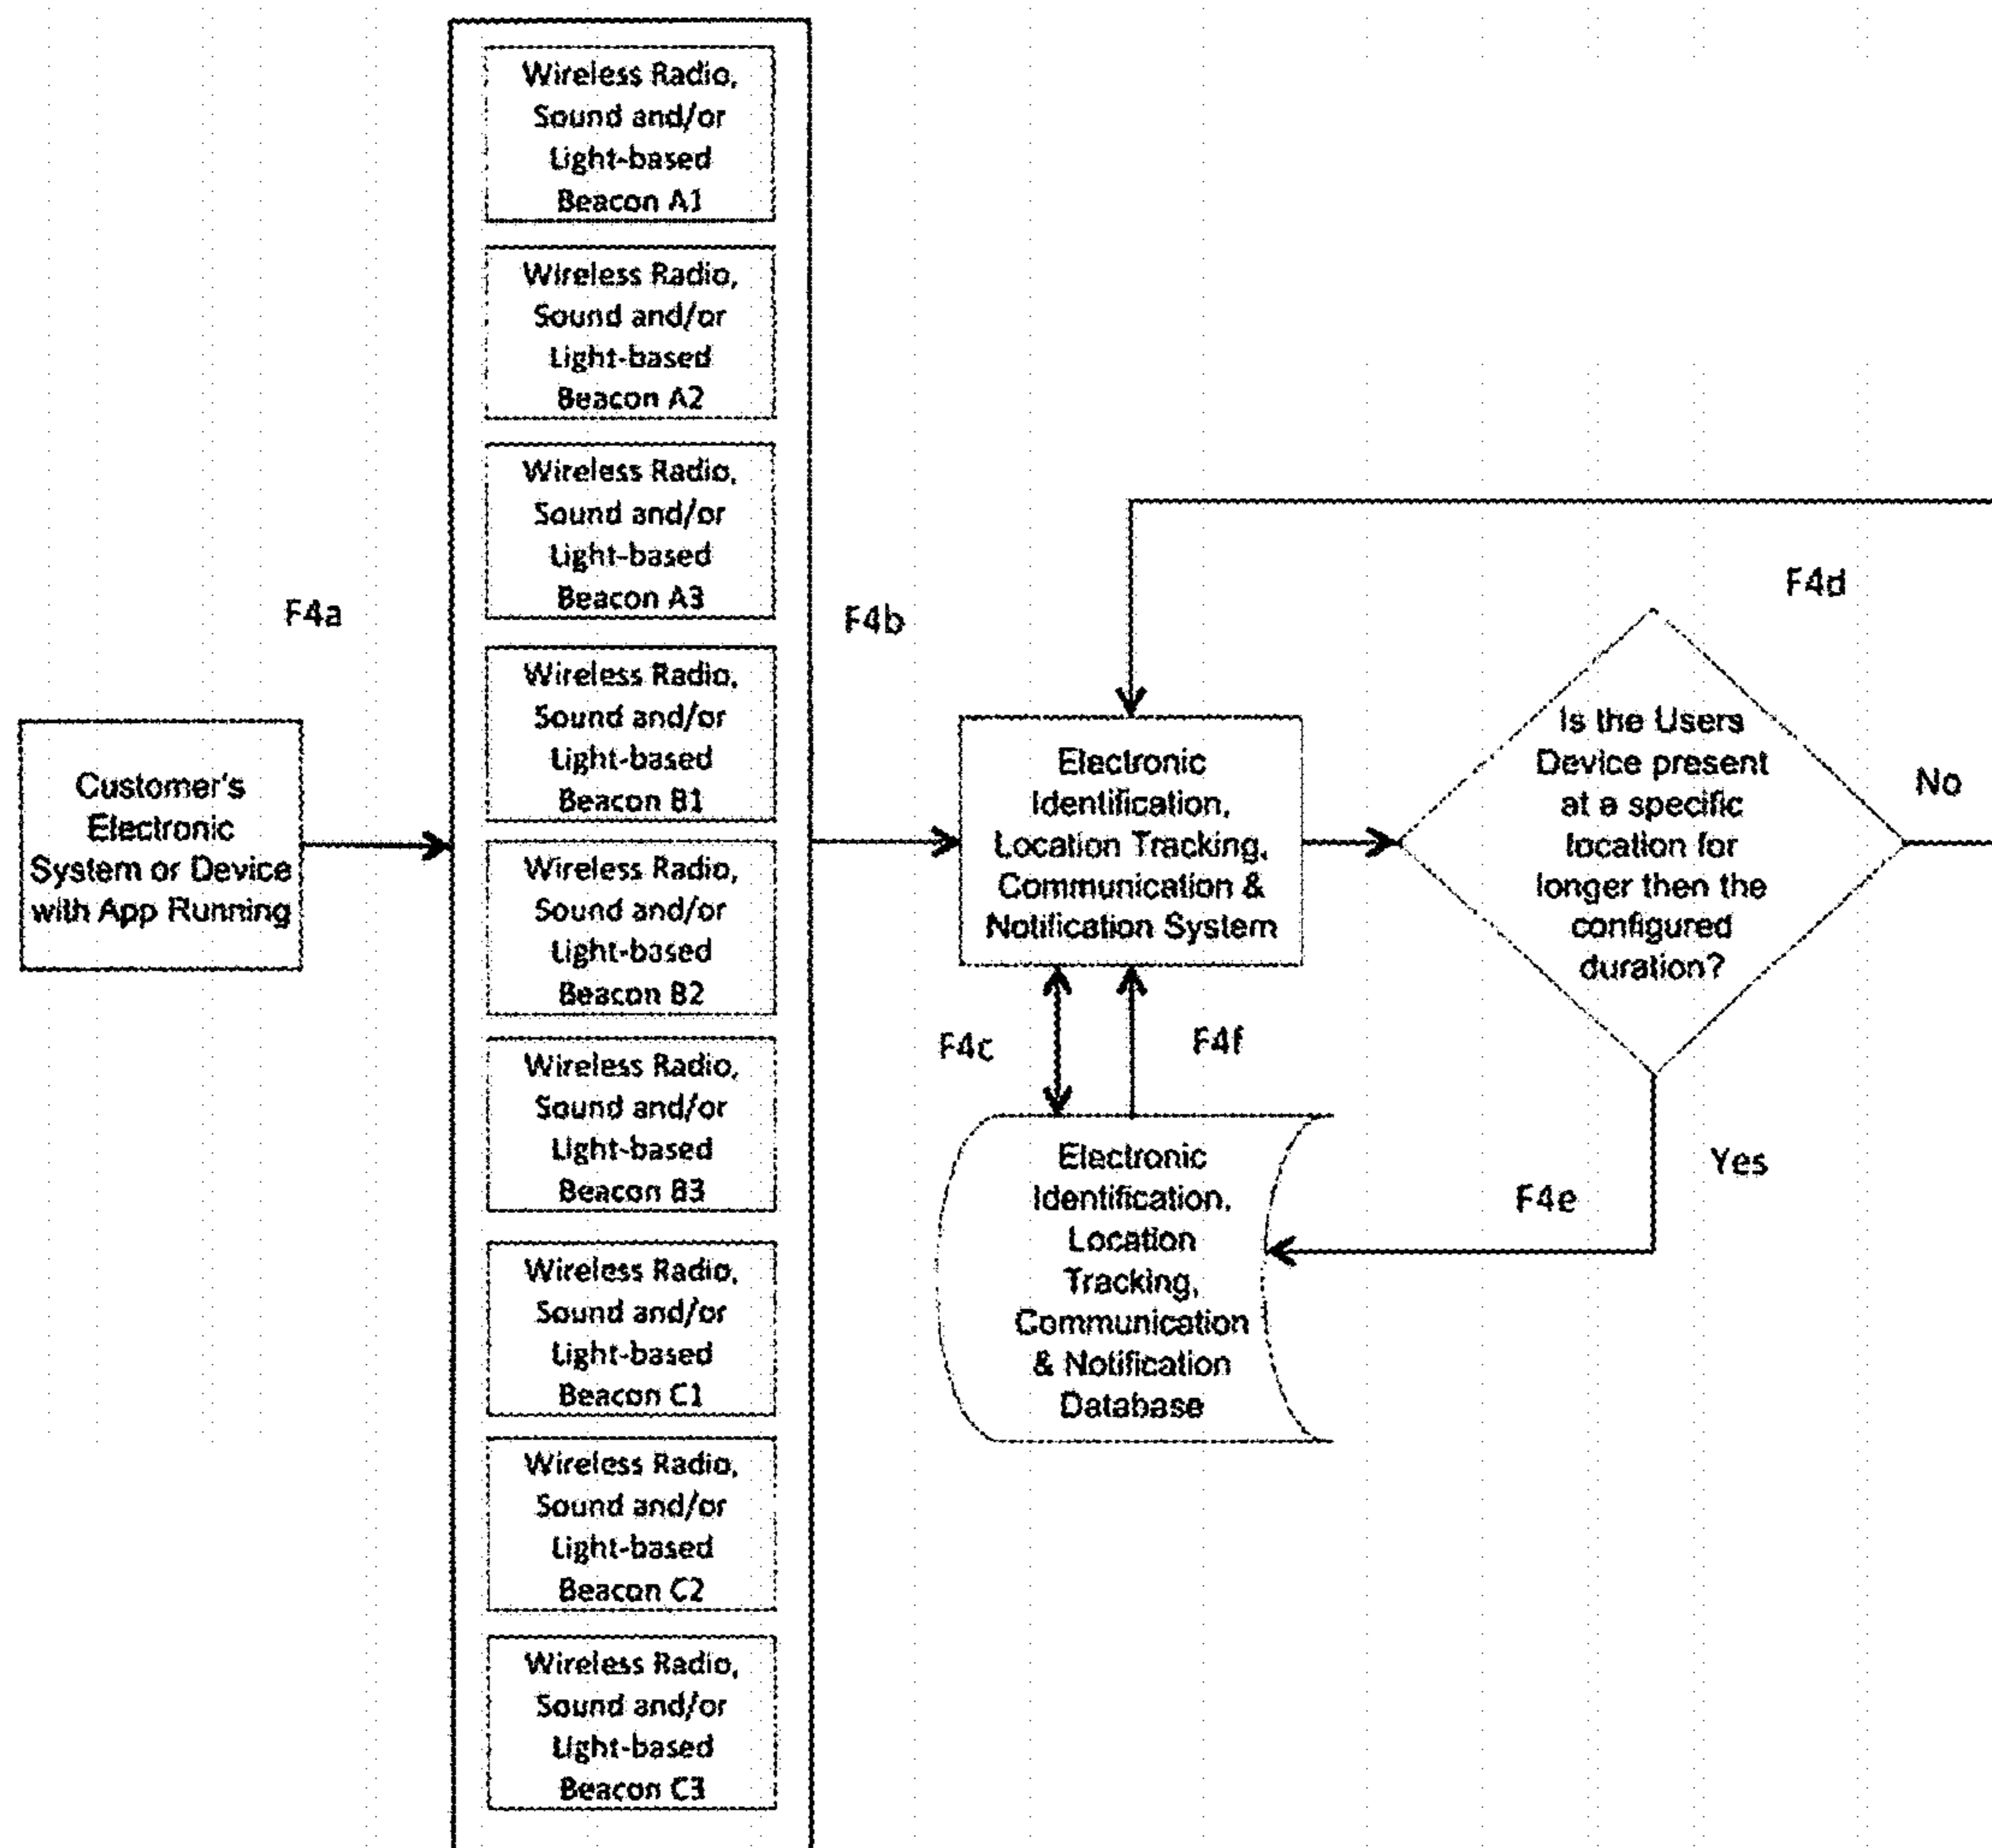 Wireless Radio,
Sound and/or
Light-based
Beacon A1
Wireless Radio,
Sound and/or
Light-based
Beacon A2
Wireless Radio,
Sound and/or
Light-based
Beacon A3
Wireless Radio,
Sound and/or
Light-based
Beacon B1
Wireless Radio,
Sound and/or
Light-based
Beacon B2
Wireless Radio,
Sound and/or
Light-based
Beacon B3
Wireless Radio,
Sound and/or
Light-based
Beacon C1
Wireless Radio,
Sound and/or
Light-based
Beacon C2
Wireless Radio,
Sound and/or
Light-based
Beacon C3
F4a
Customer's
Electronic
System or Device
with App Running
F4b
Electronic
Identification,
Location Tracking,
Communication &
Notification System
F4d
Is the Users
Device present
at a specific
location for
longer then the
configured
duration?
No
Yes
F4c
F4f
F4e
Electronic
Identification,
Location
Tracking,
Communication
& Notification
Database